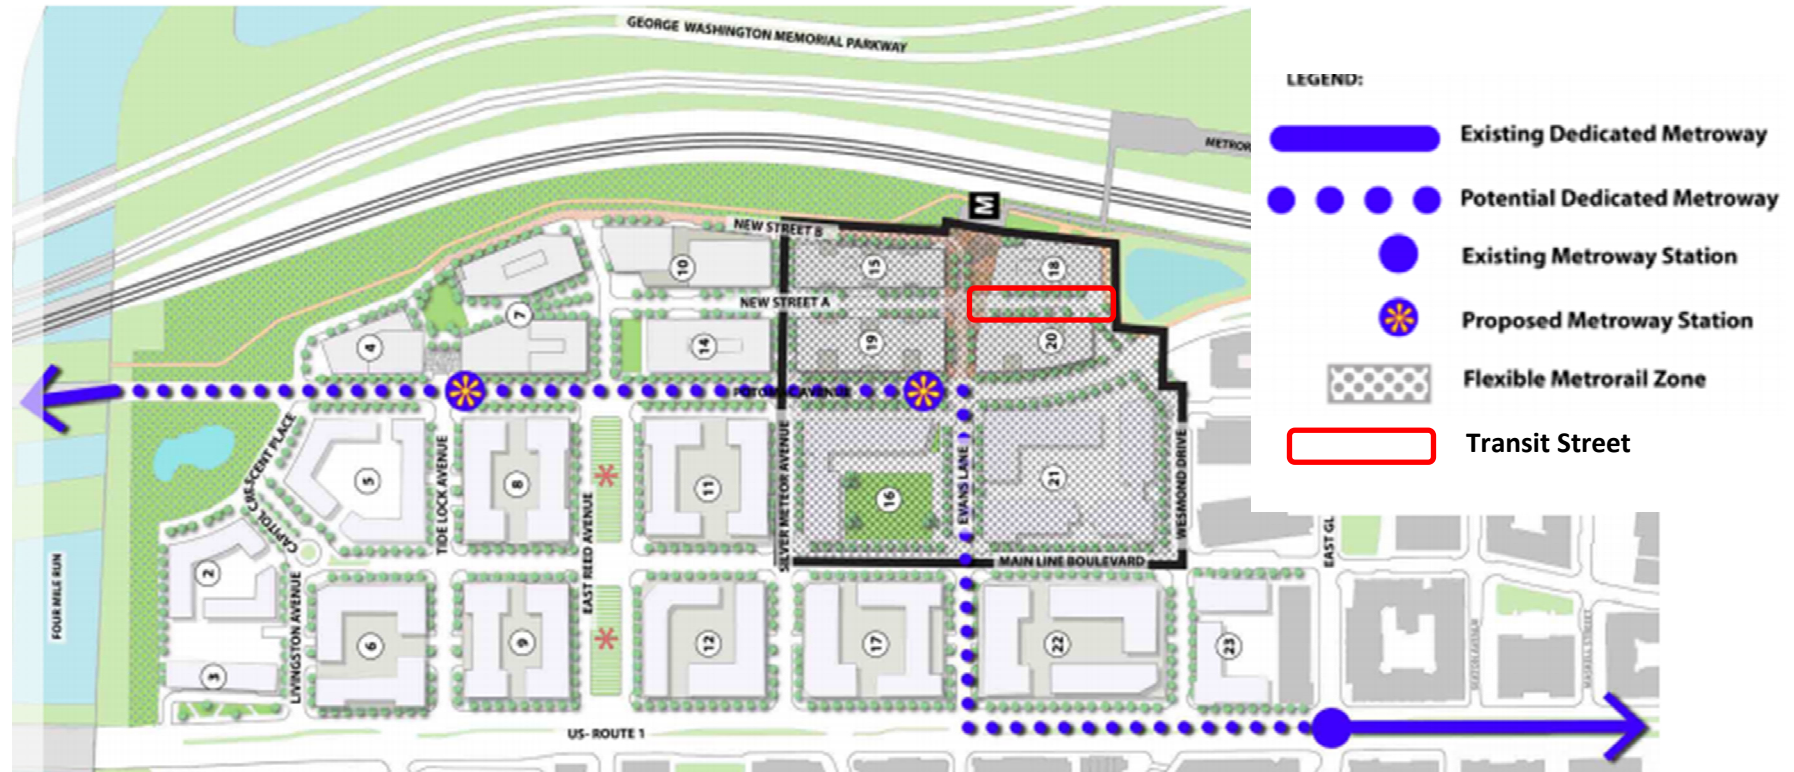 GEORGE WASHINGTON MEMORIAL PARKWAY
LEGEND:
Existing Dedicated Metroway
METROR
Potential Dedicated Metroway
M
NEW STREET B
Existing Metroway Station
10
15
18
NEW STREET A
7
Proposed Metroway Station
4
14
19
20
Flexible Metrorail Zone
AVENUE
Transit Street
CAPITOL CRESCENT PLACE
TIDE LOCK AVENUE
5
8
EAST REED AVENUE
11
SILVER METEOR AVENUE
16
EVANS LANE
21
WESMOND DRIVE
EAST GL
MAIN LINE BOULEVARD
FOUR MILE RUN
2
3
LIVINGSTON AVENUE
6
9
12
17
22
23
US- ROUTE 1